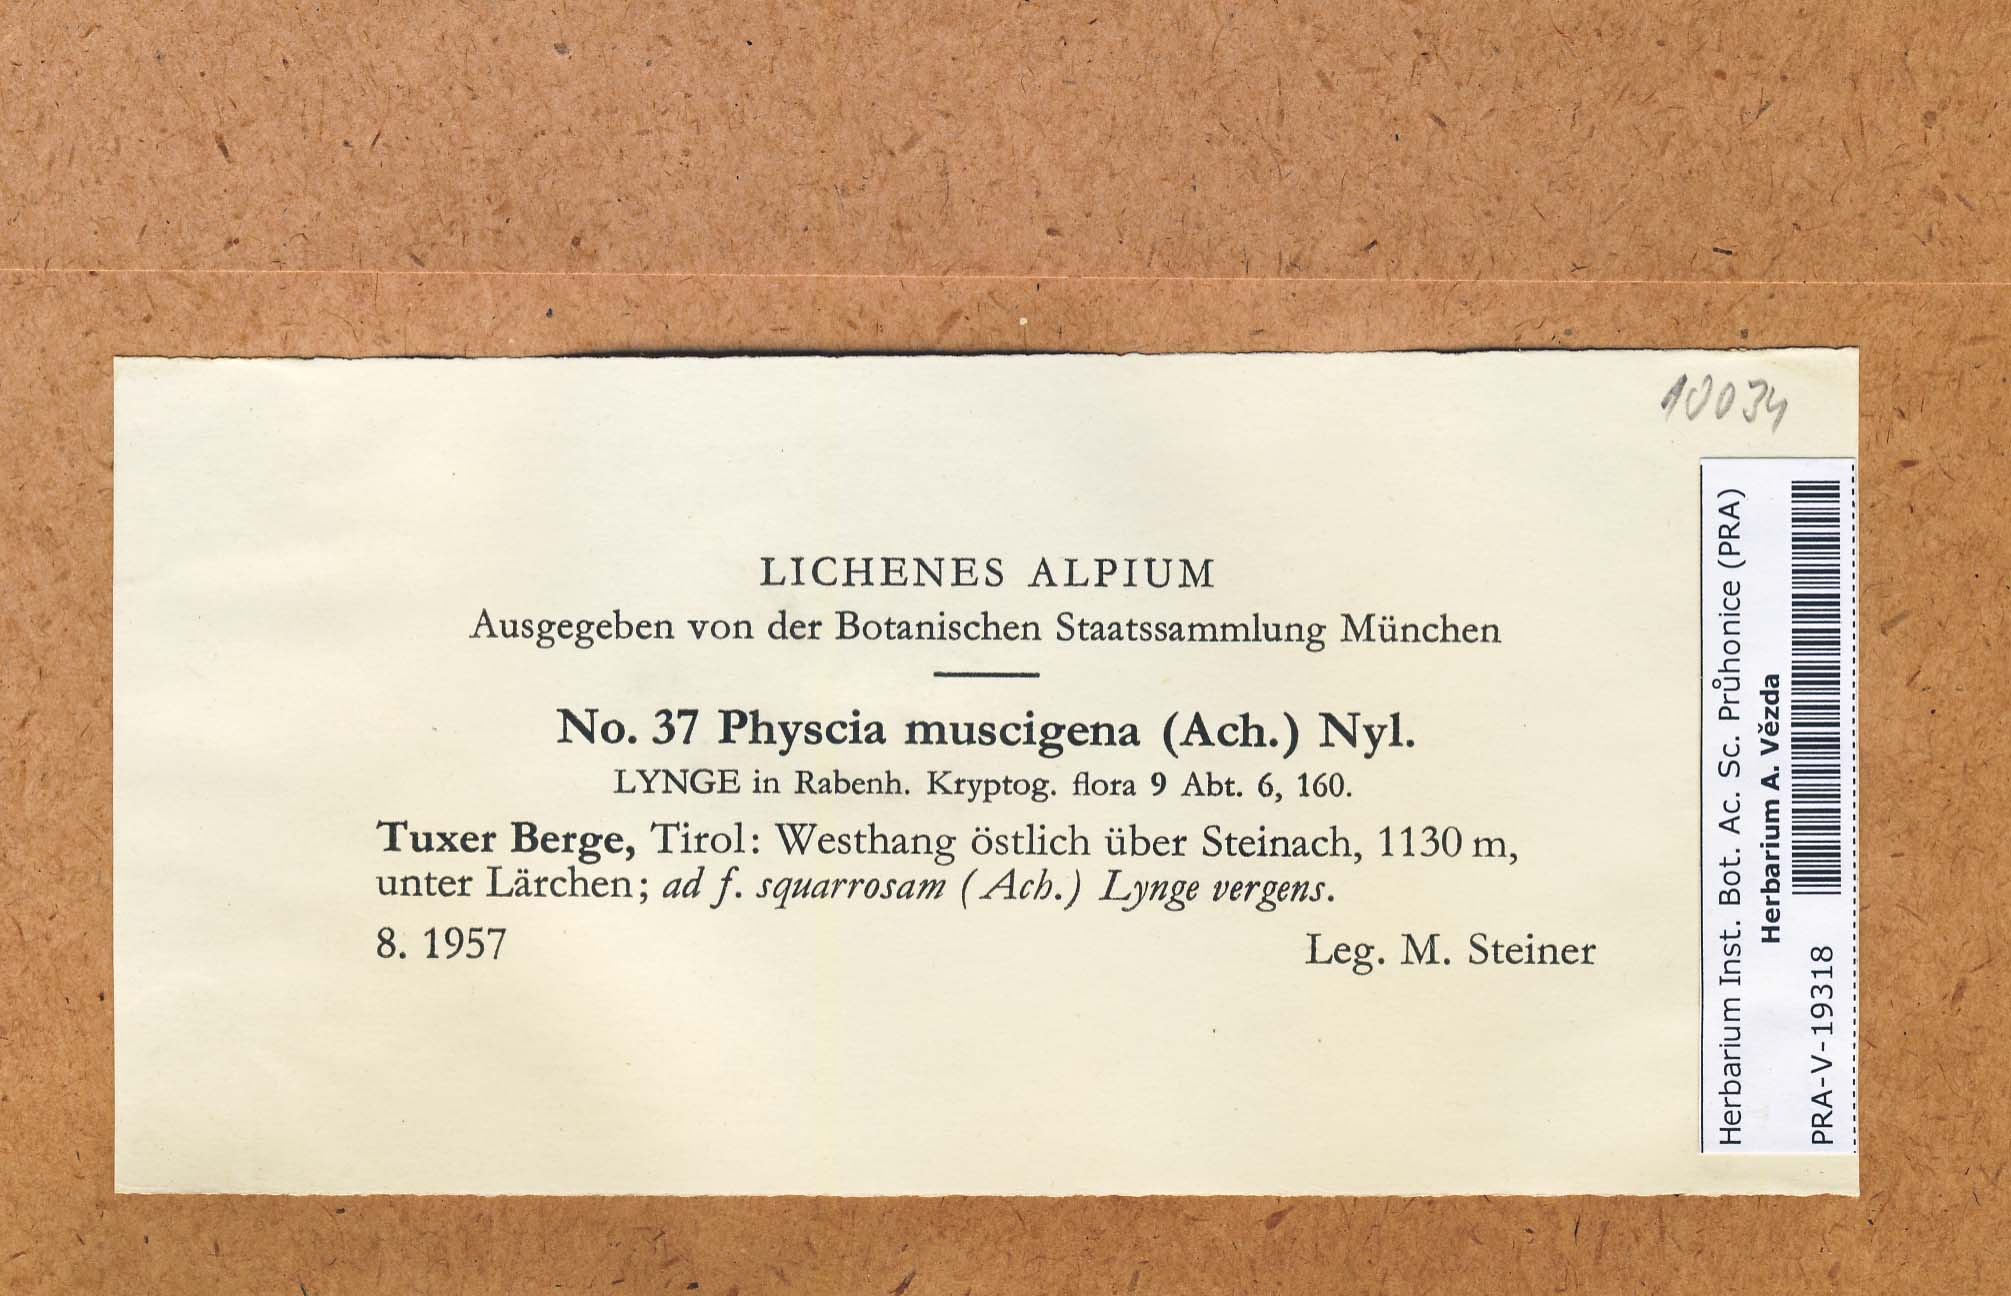 10034
LICHENES ALPIUM
Ausgegeben von der Botanischen Staatssammlung München
No. 37 Physcia muscigena (Ach.) Nyl.
LYNGE in Rabenh. Kryptog. flora 9 Abt. 6, 160.
Tuxer Berge, Tirol: Westhang östlich über Steinach, 1130 m,
unter Lärchen; ad f. squarrosam (Ach.) Lynge vergens.
8. 1957 Leg. M. Steiner
Herbarium Inst. Bot. Ac. Sc. Průhonice (PRA)
Herbarium A. Vězda
PRA-V-19318